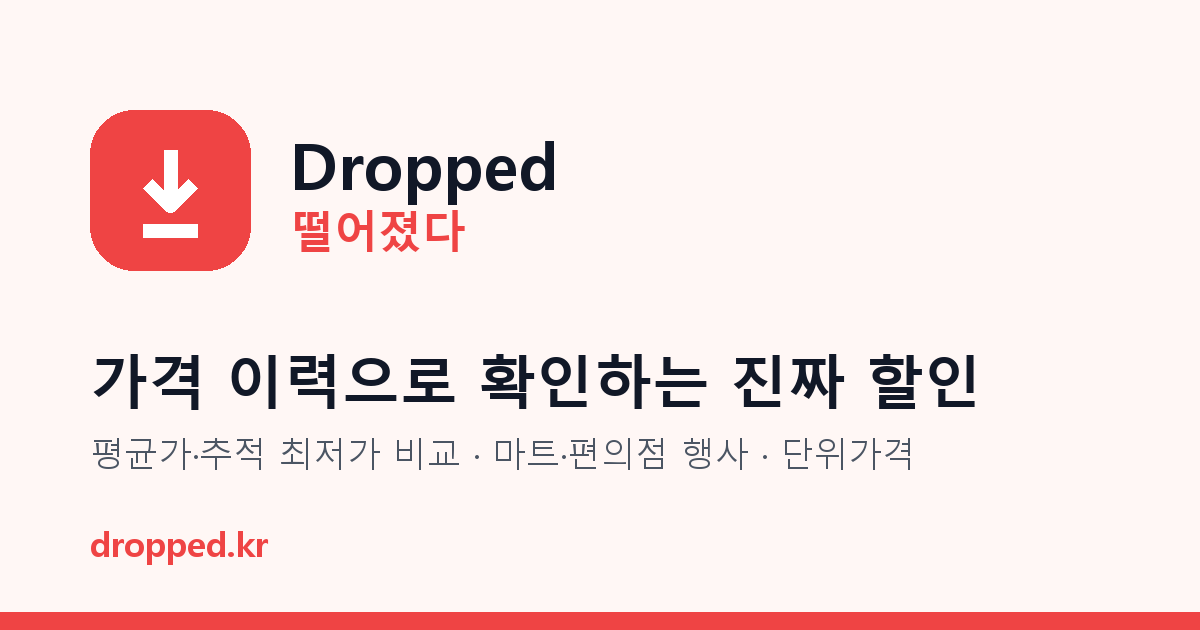 Dropped
떨어졌다
가격 이력으로 확인하는 진짜 할인
평균가·추적 최저가 비교 · 마트·편의점 행사 · 단위가격
dropped.kr